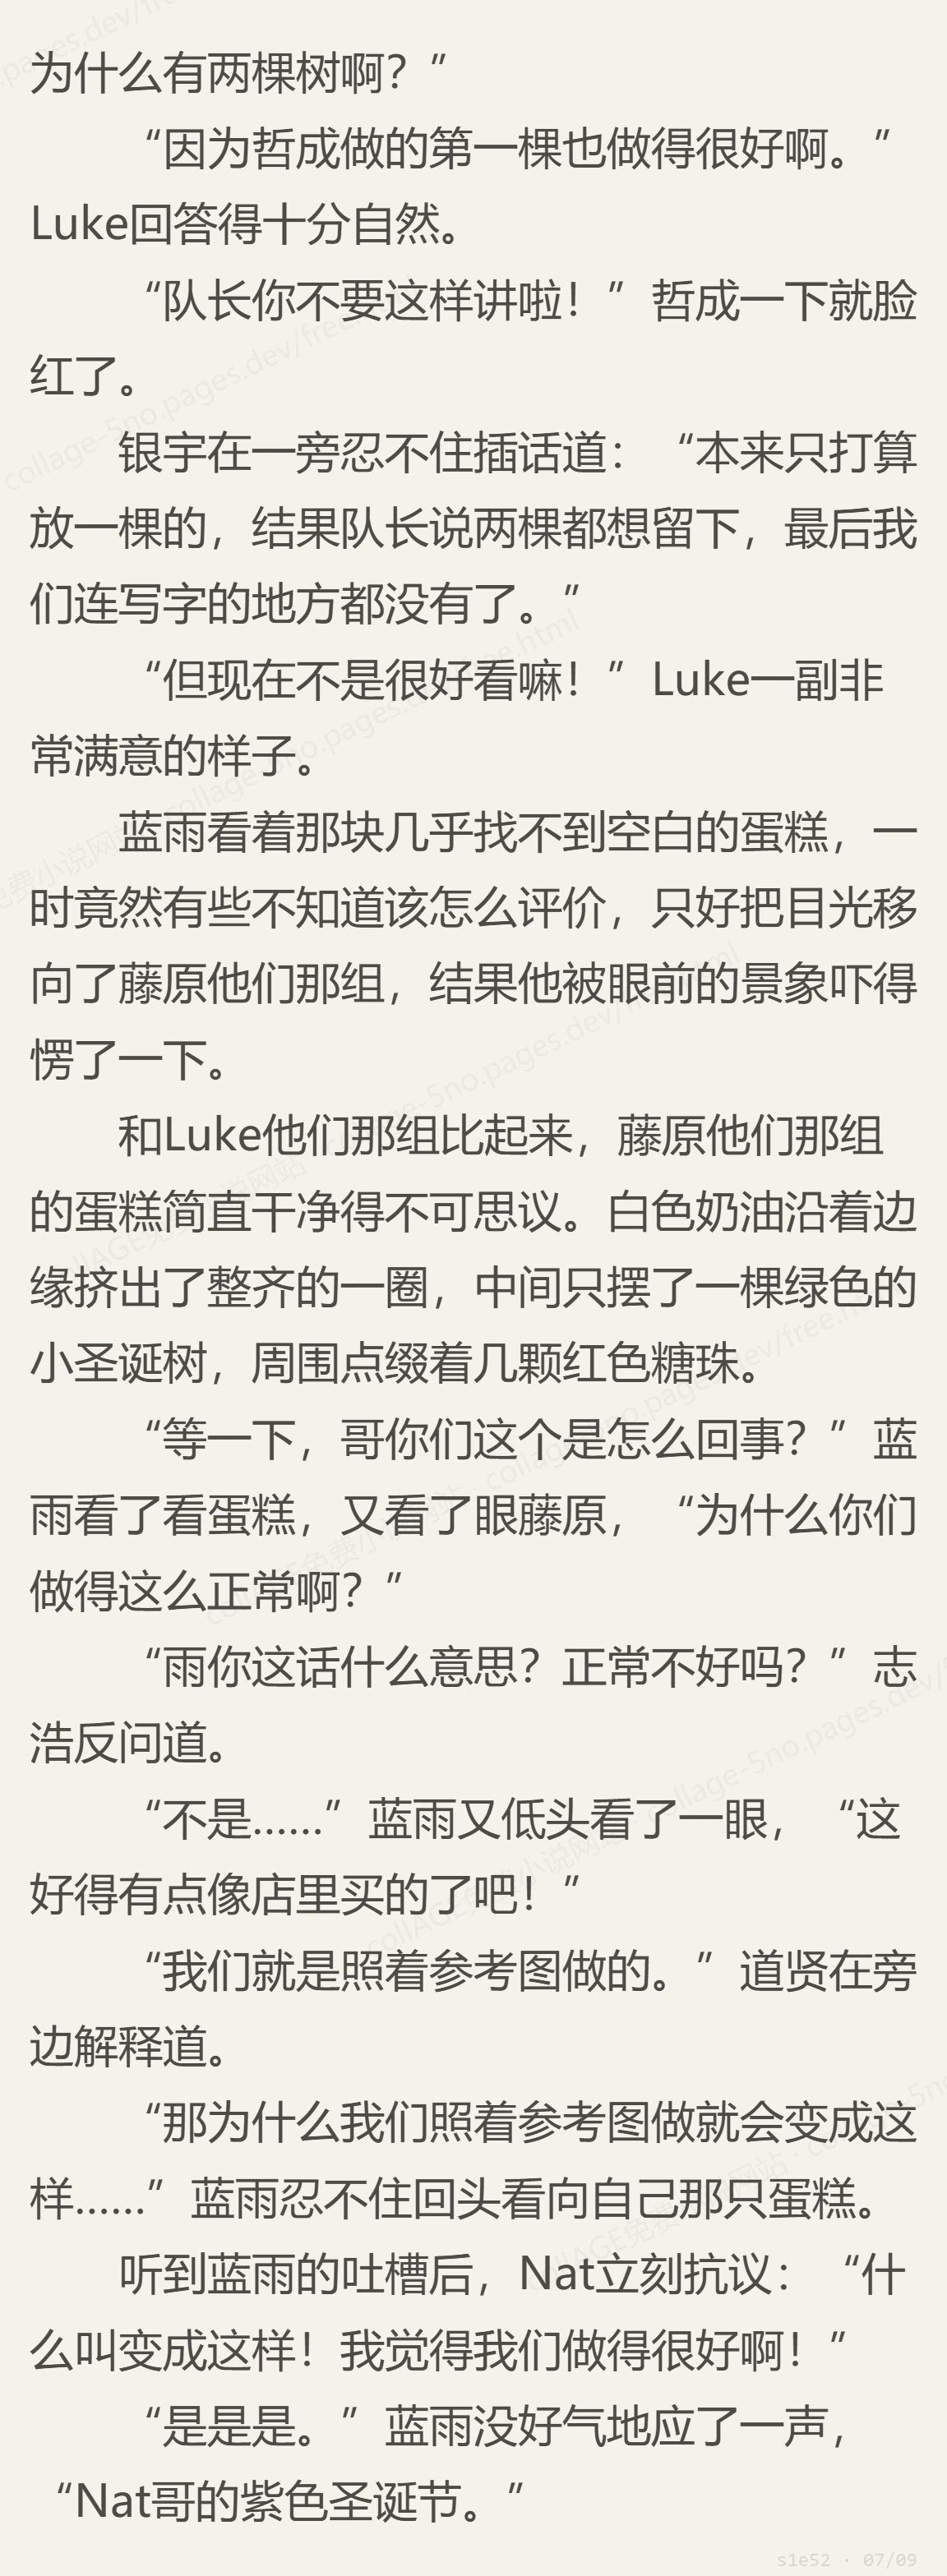 为什么有两棵树啊？”
“因为哲成做的第一棵也做得很好啊。”
Luke回答得十分自然。
“队长你不要这样讲啦！”哲成一下就脸
红了。
银宇在一旁忍不住插话道：“本来只打算
放一棵的，结果队长说两棵都想留下，最后我
们连写字的地方都没有了。”
“但现在不是很好看嘛！”Luke一副非
常满意的样子。
蓝雨看着那块几乎找不到空白的蛋糕，一
时竟然有些不知道该怎么评价，只好把目光移
向了藤原他们那组，结果他被眼前的景象吓得
愣了一下。
和Luke他们那组比起来，藤原他们那组
的蛋糕简直干净得不可思议。白色奶油沿着边
缘挤出了整齐的一圈，中间只摆了一棵绿色的
小圣诞树，周围点缀着几颗红色糖珠。
“等一下，哥你们这个是怎么回事？”蓝
雨看了看蛋糕，又看了眼藤原，“为什么你们
做得这么正常啊？”
“雨你这话什么意思？正常不好吗？”志
浩反问道。
“不是……”蓝雨又低头看了一眼，“这
好得有点像店里买的了吧！”
“我们就是照着参考图做的。”道贤在旁
边解释道。
“那为什么我们照着参考图做就会变成这
样……”蓝雨忍不住回头看向自己那只蛋糕。
听到蓝雨的吐槽后，Nat立刻抗议：“什
么叫变成这样！我觉得我们做得很好啊！”
“是是是。”蓝雨没好气地应了一声，
“Nat哥的紫色圣诞节。”
s1e52 · 07/09